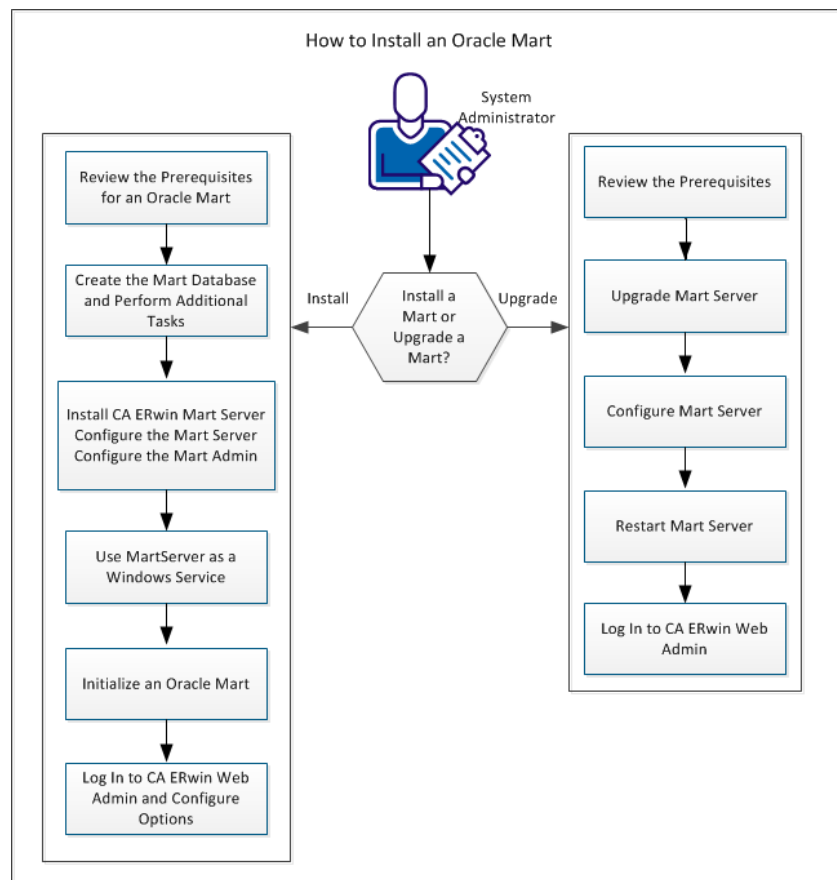 How to Install an Oracle Mart
System
Administrator
Review the Prerequisites
for an Oracle Mart
Create the Mart Database
and Perform Additional
Tasks
Install CA ERwin Mart Server
Configure the Mart Server
Configure the Mart Admin
Use MartServer as a
Windows Service
Initialize an Oracle Mart
Log In to CA ERwin Web
Admin and Configure
Options
Install
Install a
Mart or
Upgrade a
Mart?
Upgrade
Review the Prerequisites
Upgrade Mart Server
Configure Mart Server
Restart Mart Server
Log In to CA ERwin Web
Admin